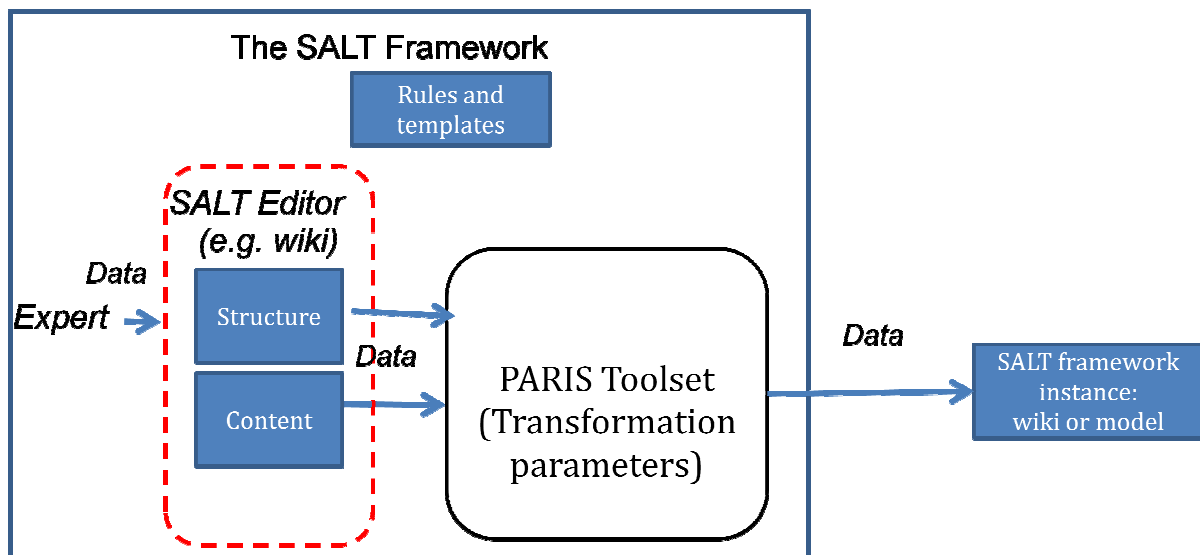 The SALT Framework
Rules and
templates
SALT Editor
(e.g. wiki)
Data
Expert
Structure
Data
Content
PARIS Toolset
(Transformation
parameters)
Data
SALT framework
instance:
wiki or model